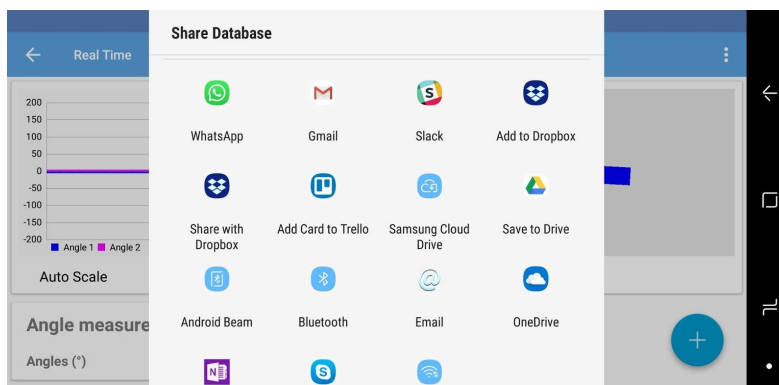 Share Database
Real Time
WhatsApp
Gmail
Slack
Add to Dropbox
Share with
Dropbox
Add Card to Trello
Samsung Cloud
Drive
Save to Drive
Android Beam
Bluetooth
Email
OneDrive
200
150
100
50
0
-50
-100
-150
-200
Angle 1 Angle 2
Auto Scale
Angle measure
Angles (°)